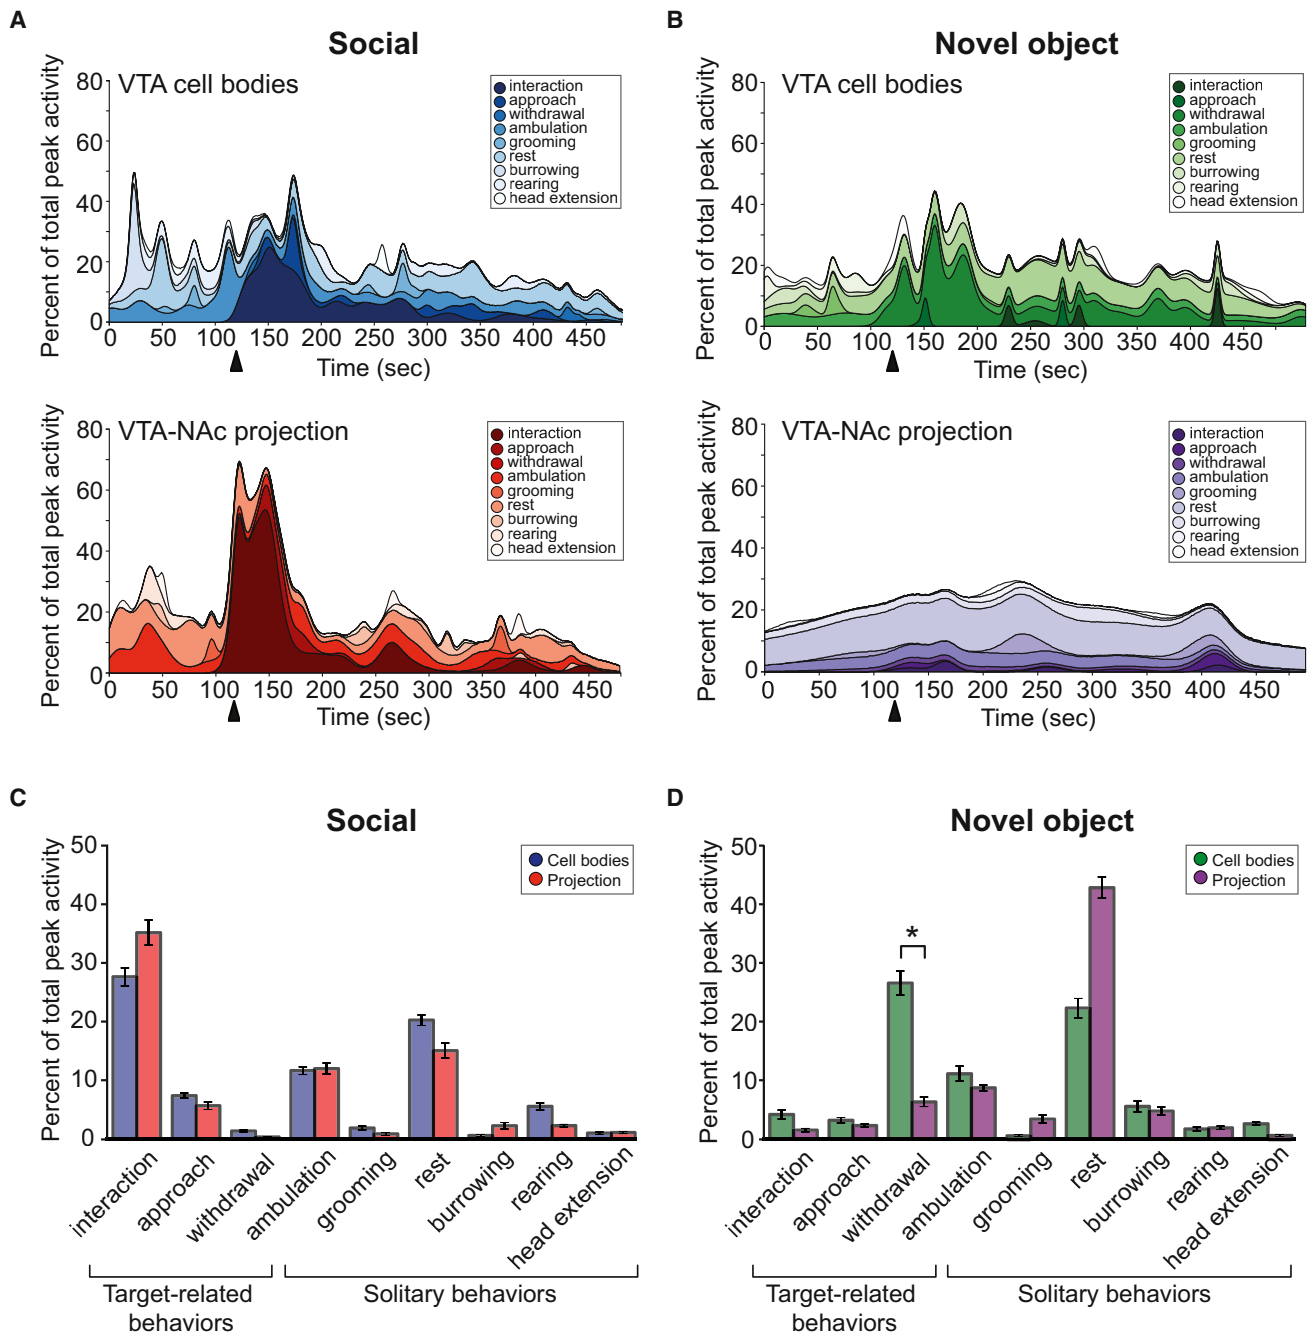 A
Social
VTA cell bodies
Percent of total peak activity
80
60
40
20
0
interaction
approach
withdrawal
ambulation
grooming
rest
burrowing
rearing
head extension
0 50 100 150 200 250 300 350 400 450
Time (sec)
VTA-NAc projection
Percent of total peak activity
80
60
40
20
0
interaction
approach
withdrawal
ambulation
grooming
rest
burrowing
rearing
head extension
0 50 100 150 200 250 300 350 400 450
Time (sec)
B
Novel object
VTA cell bodies
Percent of total peak activity
80
60
40
20
0
interaction
approach
withdrawal
ambulation
grooming
rest
burrowing
rearing
head extension
0 50 100 150 200 250 300 350 400 450
Time (sec)
VTA-NAc projection
Percent of total peak activity
80
60
40
20
0
interaction
approach
withdrawal
ambulation
grooming
rest
burrowing
rearing
head extension
0 50 100 150 200 250 300 350 400 450
Time (sec)
C
Social
Percent of total peak activity
50
40
30
20
10
0
Cell bodies
Projection
interaction
approach
withdrawal
ambulation
grooming
rest
burrowing
rearing
head extension
Target-related
behaviors
Solitary behaviors
D
Novel object
Percent of total peak activity
50
40
30
20
10
0
Cell bodies
Projection
*
interaction
approach
withdrawal
ambulation
grooming
rest
burrowing
rearing
head extension
Target-related
behaviors
Solitary behaviors